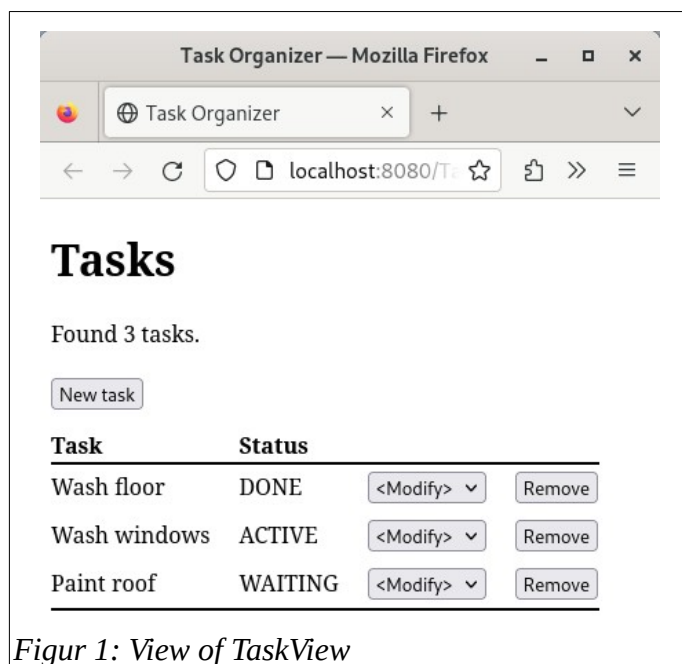 Task Organizer — Mozilla Firefox
Task Organizer
localhost:8080/Ta
Tasks
Found 3 tasks.
New task
Task Status
Wash floor DONE <Modify> Remove
Wash windows ACTIVE <Modify> Remove
Paint roof WAITING <Modify> Remove
Figur 1: View of TaskView